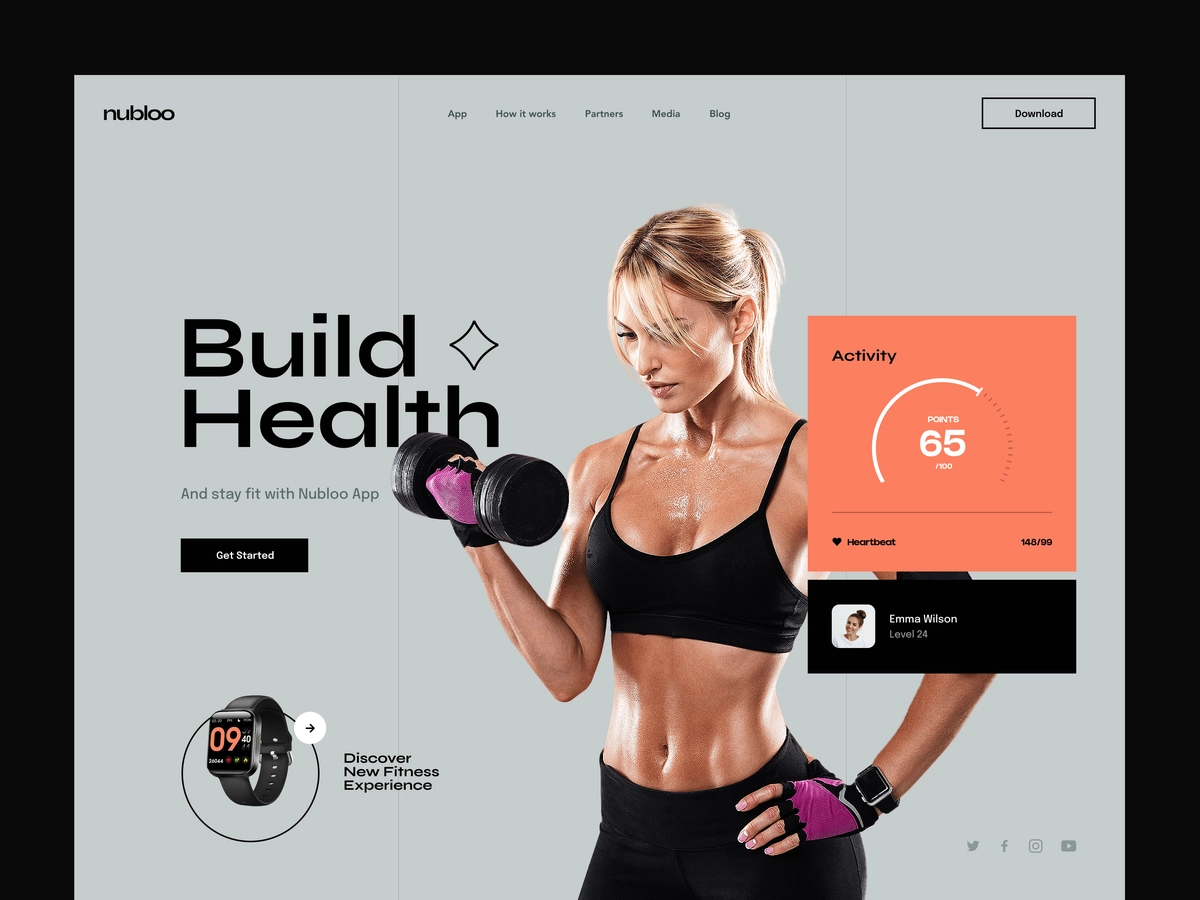 nubloo
App
How it works
Partners
Media
Blog
Download
Build
Health
And stay fit with Nubloo App
Get Started
Activity
POINTS
65
/100
Heartbeat
148/99
Emma Wilson
Level 24
09
40
26044
Discover
New Fitness
Experience